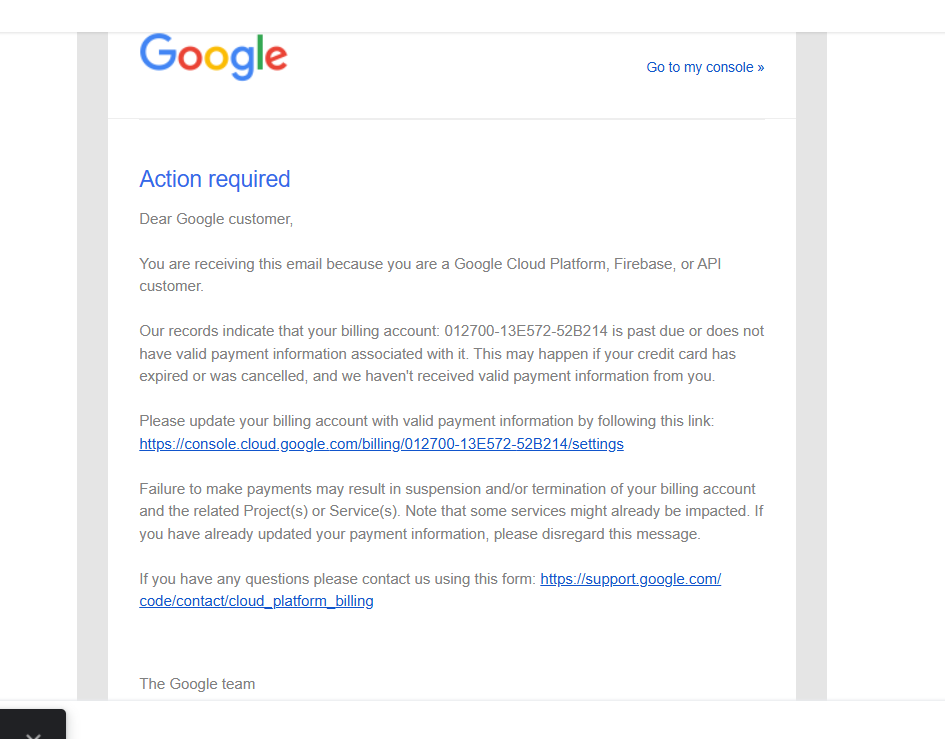 Google
Go to my console »
Action required
Dear Google customer,
You are receiving this email because you are a Google Cloud Platform, Firebase, or API
customer.
Our records indicate that your billing account: 012700-13E572-52B214 is past due or does not
have valid payment information associated with it. This may happen if your credit card has
expired or was cancelled, and we haven't received valid payment information from you.
Please update your billing account with valid payment information by following this link:
https://console.cloud.google.com/billing/012700-13E572-52B214/settings
Failure to make payments may result in suspension and/or termination of your billing account
and the related Project(s) or Service(s). Note that some services might already be impacted. If
you have already updated your payment information, please disregard this message.
If you have any questions please contact us using this form: https://support.google.com/
code/contact/cloud_platform_billing
The Google team